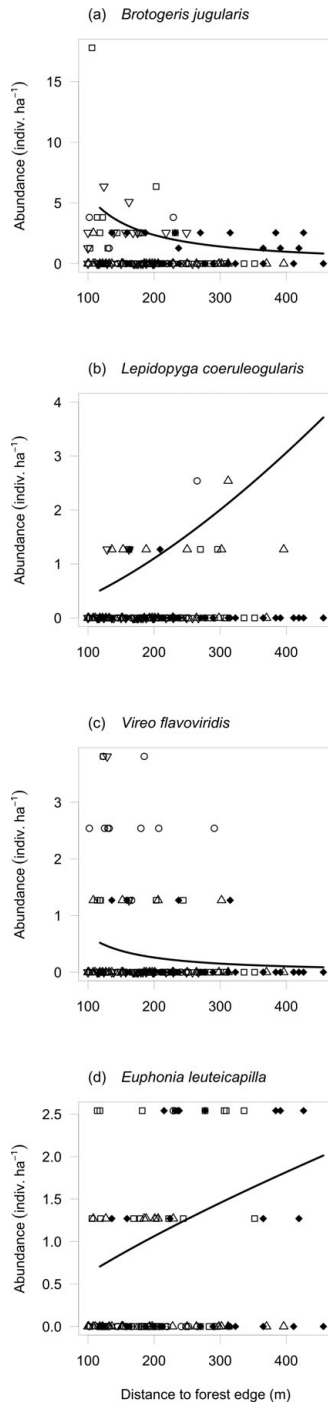 (a) Brotogeris jugularis
Abundance (indiv. ha⁻¹)
15
10
5
0
100 200 300 400
(b) Lepidopyga coeruleogularis
Abundance (indiv. ha⁻¹)
4
3
2
1
0
100 200 300 400
(c) Vireo flavoviridis
Abundance (indiv. ha⁻¹)
3
2
1
0
100 200 300 400
(d) Euphonia leuteicapilla
Abundance (indiv. ha⁻¹)
2.5
2.0
1.5
1.0
0.5
0.0
100 200 300 400
Distance to forest edge (m)